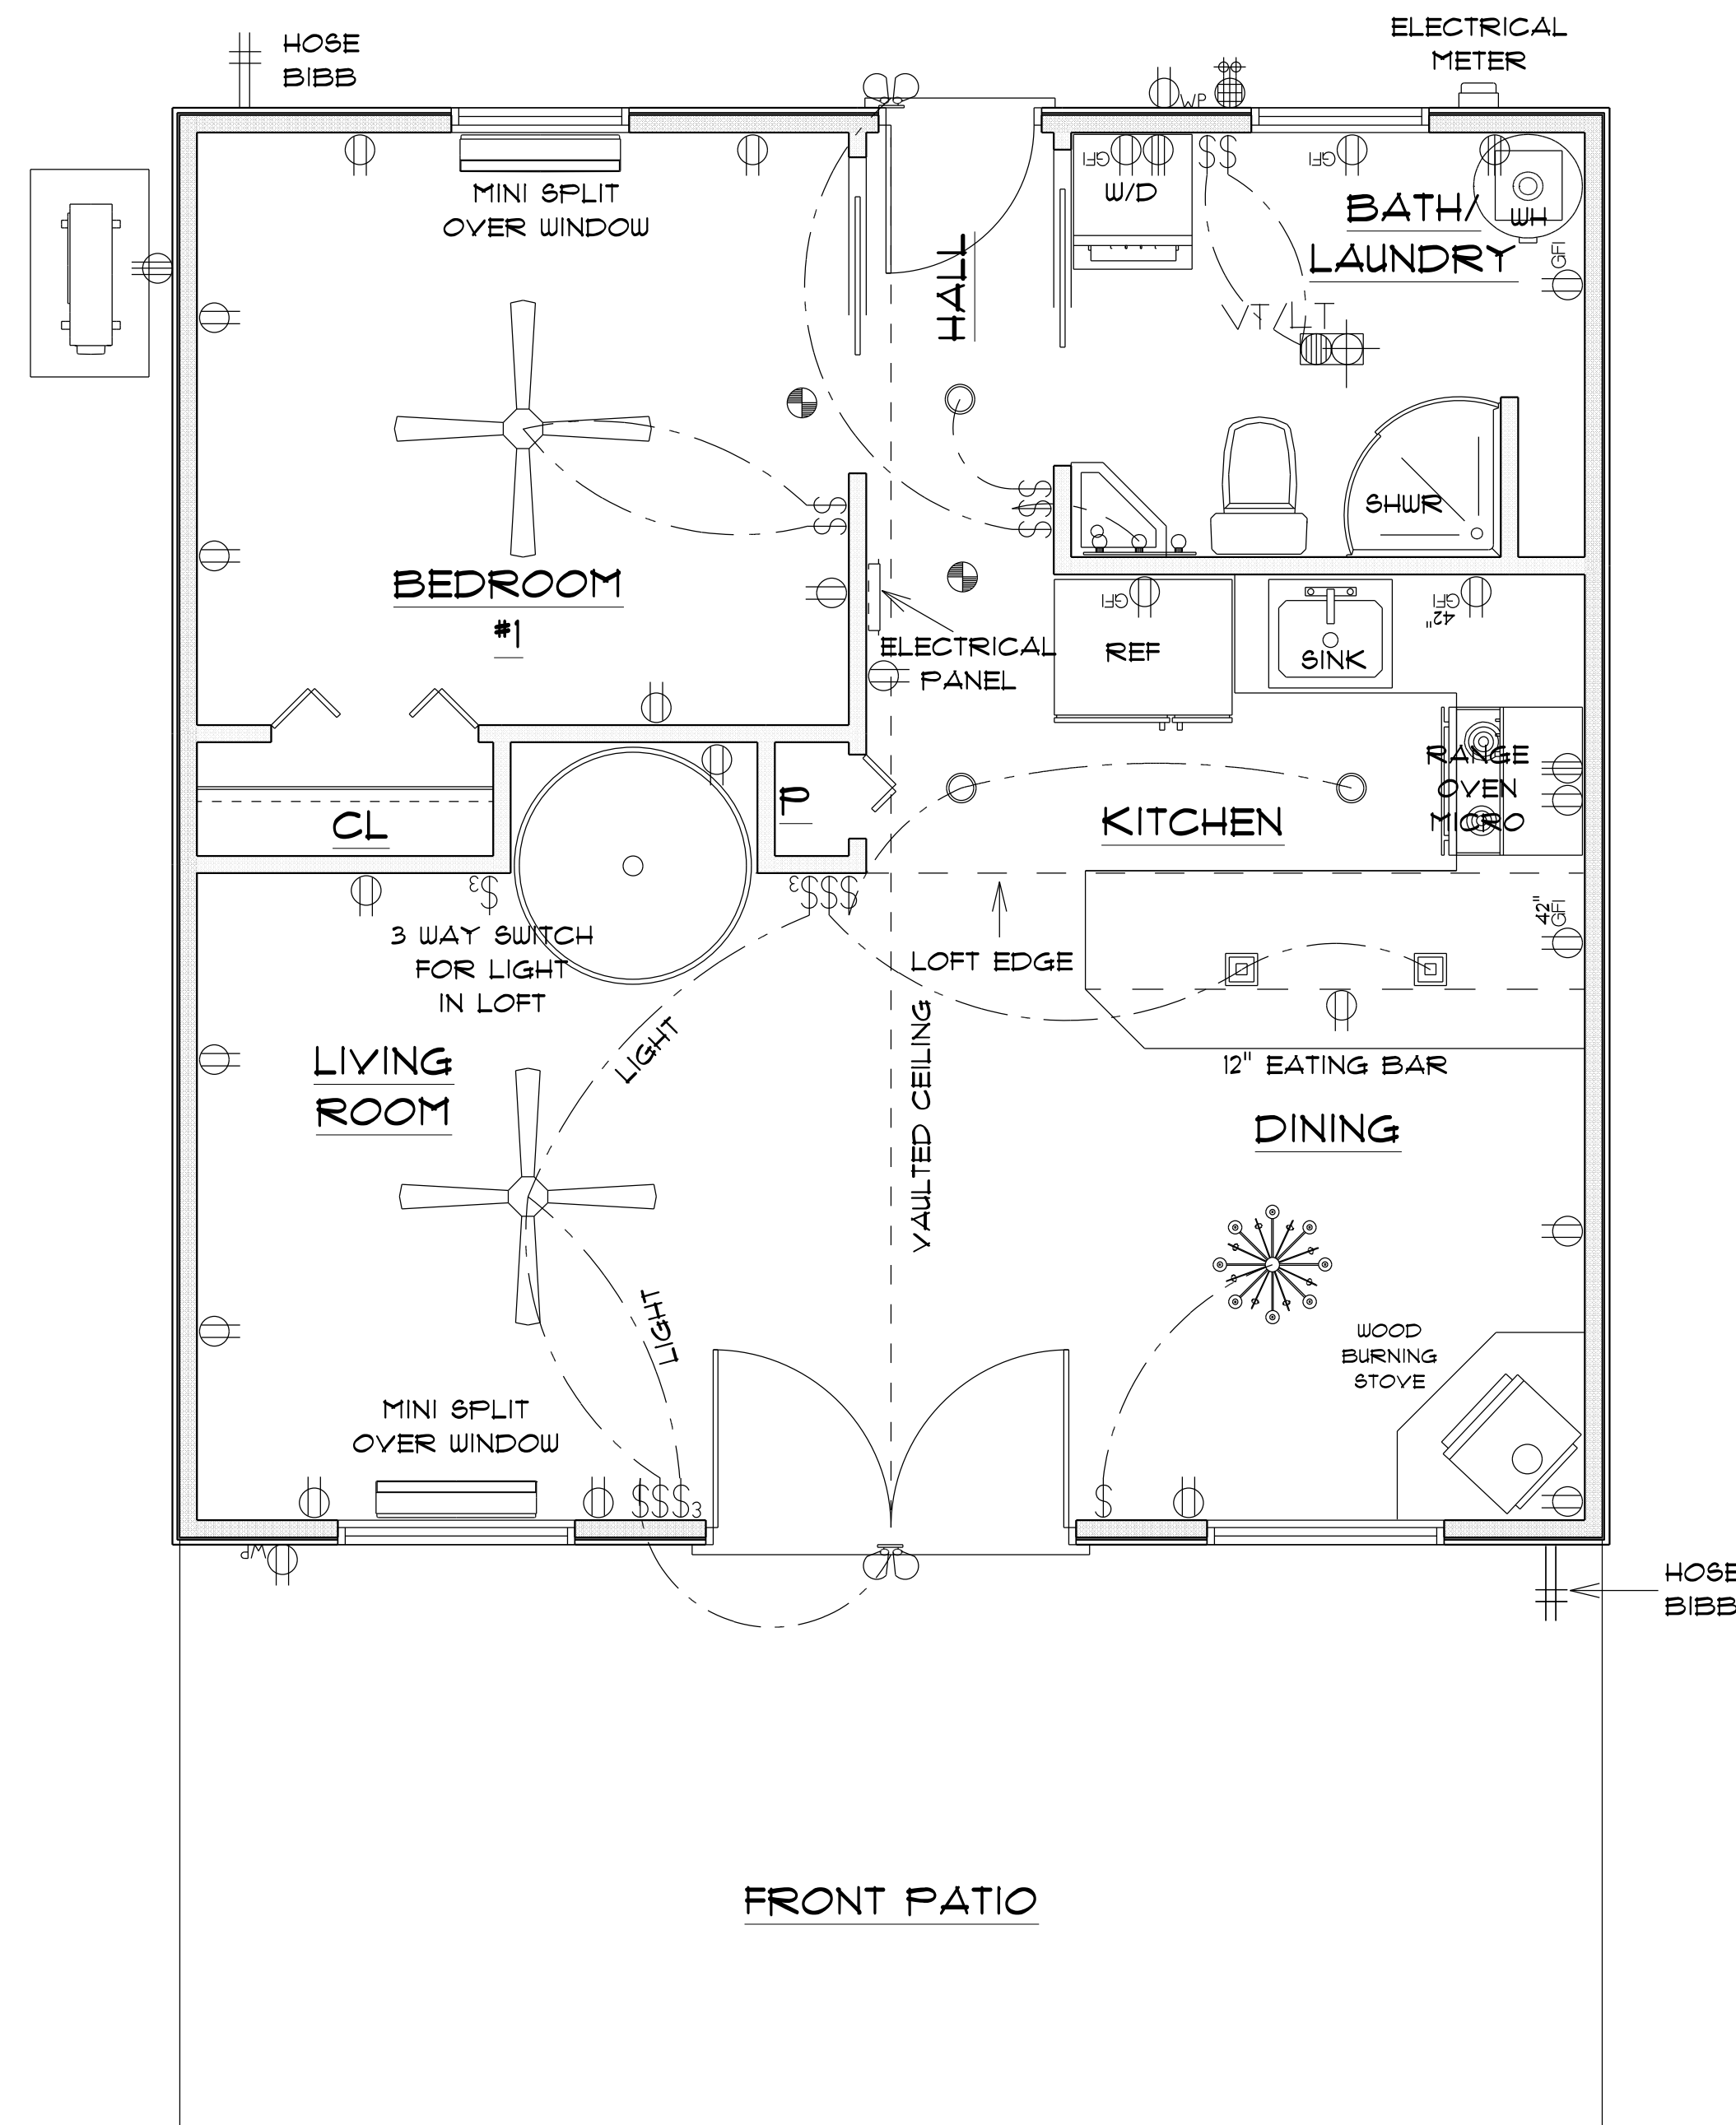 HOSE
BIBB
ELECTRICAL
METER
WP
MINI SPLIT
OVER WINDOW
HALL
GFI
W/D
$$
GFI
BATH/
LAUNDRY
WH
GFI
VT/LT
SHWR
$
$
$
$
$
BEDROOM
#1
ELECTRICAL
PANEL
GFI
REF
SINK
GFI
42"
RANGE
OVEN
MICRO
CL
P
KITCHEN
$3
$$$3
3 WAY SWITCH
FOR LIGHT
IN LOFT
LOFT EDGE
42"
GFI
LIVING
ROOM
LIGHT
VAULTED CEILING
12" EATING BAR
DINING
LIGHT
WOOD
BURNING
STOVE
MINI SPLIT
OVER WINDOW
$$$3
$
WP
HOSE
BIBB
FRONT PATIO